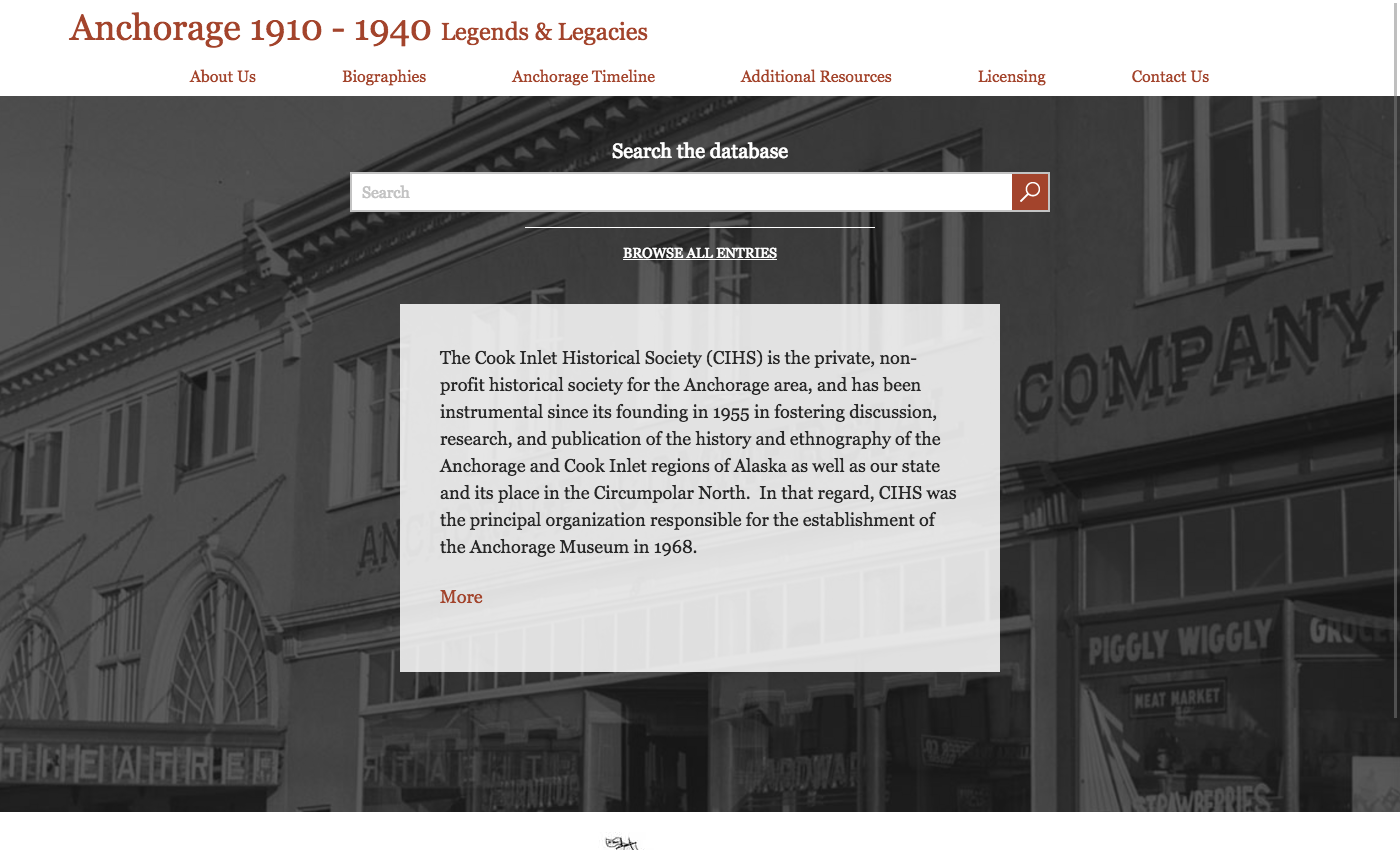 Anchorage 1910 - 1940 Legends & Legacies
About Us Biographies Anchorage Timeline Additional Resources Licensing Contact Us
Search the database
Search
BROWSE ALL ENTRIES
The Cook Inlet Historical Society (CIHS) is the private, non-
profit historical society for the Anchorage area, and has been
instrumental since its founding in 1955 in fostering discussion,
research, and publication of the history and ethnography of the
Anchorage and Cook Inlet regions of Alaska as well as our state
and its place in the Circumpolar North.  In that regard, CIHS was
the principal organization responsible for the establishment of
the Anchorage Museum in 1968.
More
COMPANY
PIGGLY WIGGLY
MEAT MARKET
STRAWBERRIES
THEATRE